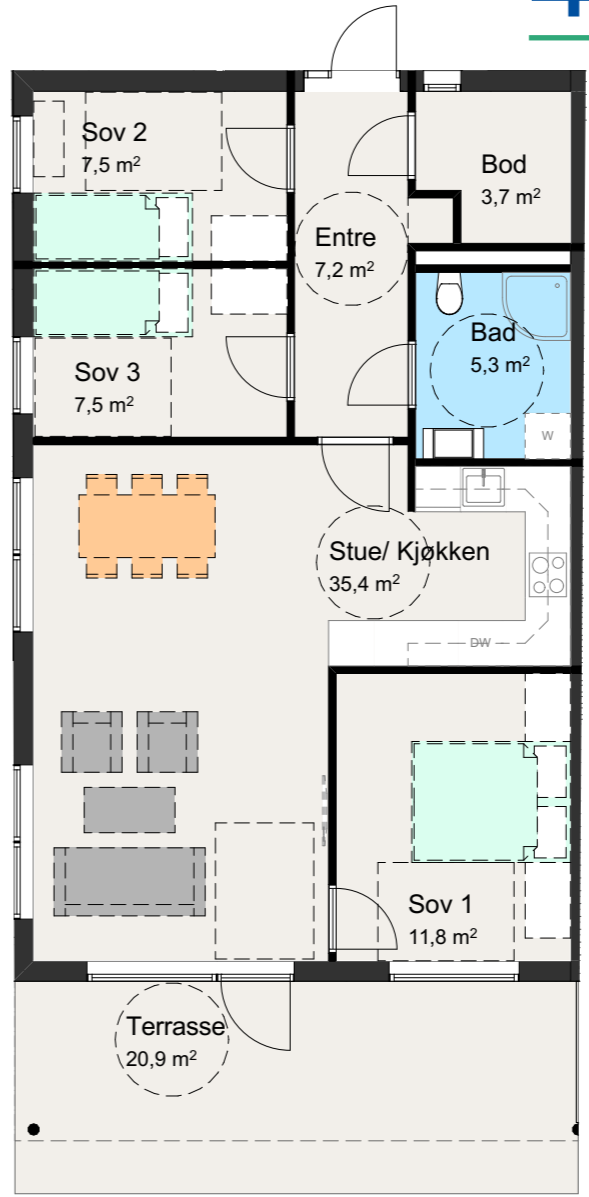 Sov 2
7,5 m²
Bod
3,7 m²
Entre
7,2 m²
Bad
5,3 m²
Sov 3
7,5 m²
W
Stue/ Kjøkken
35,4 m²
DW
Sov 1
11,8 m²
Terrasse
20,9 m²